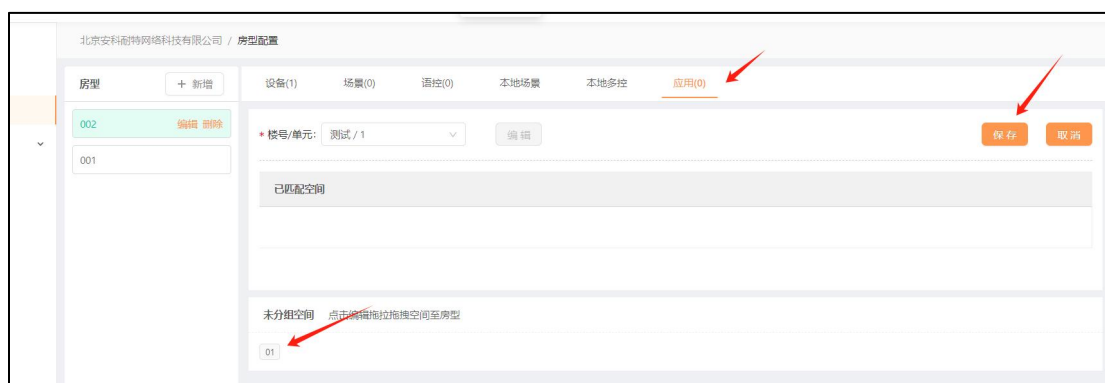 北京安科耐特网络科技有限公司 / 房型配置
房型 + 新增 设备(1) 场景(0) 语控(0) 本地场景 本地多控 应用(0)
002 编辑 删除
* 楼号/单元: 测试 / 1 编辑 保存 取消
001
已匹配空间
未分组空间 点击编辑拖拉拖拽空间至房型
01